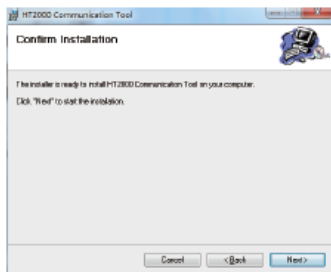 HT2000 Communication Tool
Confirm Installation
The installer is ready to install HT2000 Communication Tool on your computer.
Click "Next" to start the installation.
Cancel
<Back
Next>